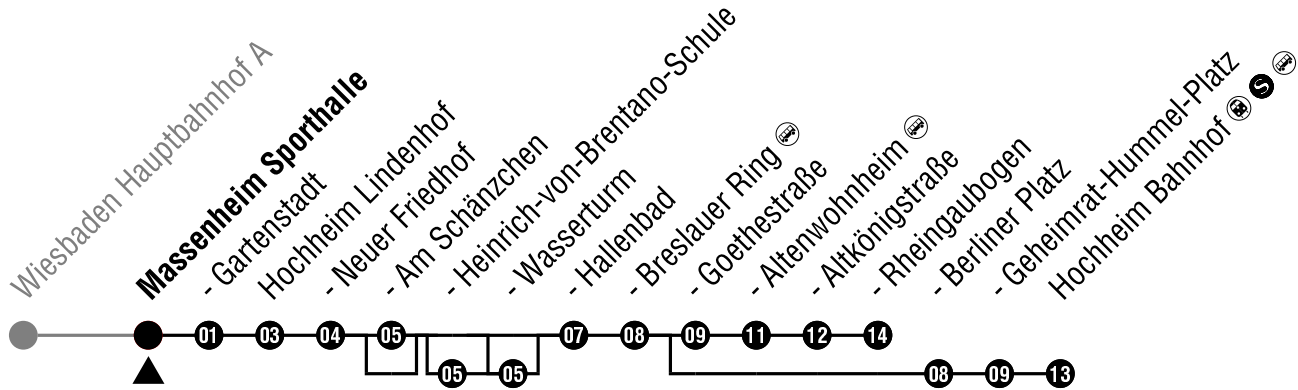 Wiesbaden Hauptbahnhof A
Massenheim Sporthalle
- Gartenstadt
Hochheim Lindenhof
- Neuer Friedhof
- Am Schänzchen
- Heinrich-von-Brentano-Schule
- Wasserturm
- Hallenbad
- Breslauer Ring
- Goethestraße
- Altenwohnheim
- Altkönigstraße
- Rheingaubogen
- Berliner Platz
- Geheimrat-Hummel-Platz
Hochheim Bahnhof S
01 03 04 05 07 08 09 11 12 14
05 05 08 09 13